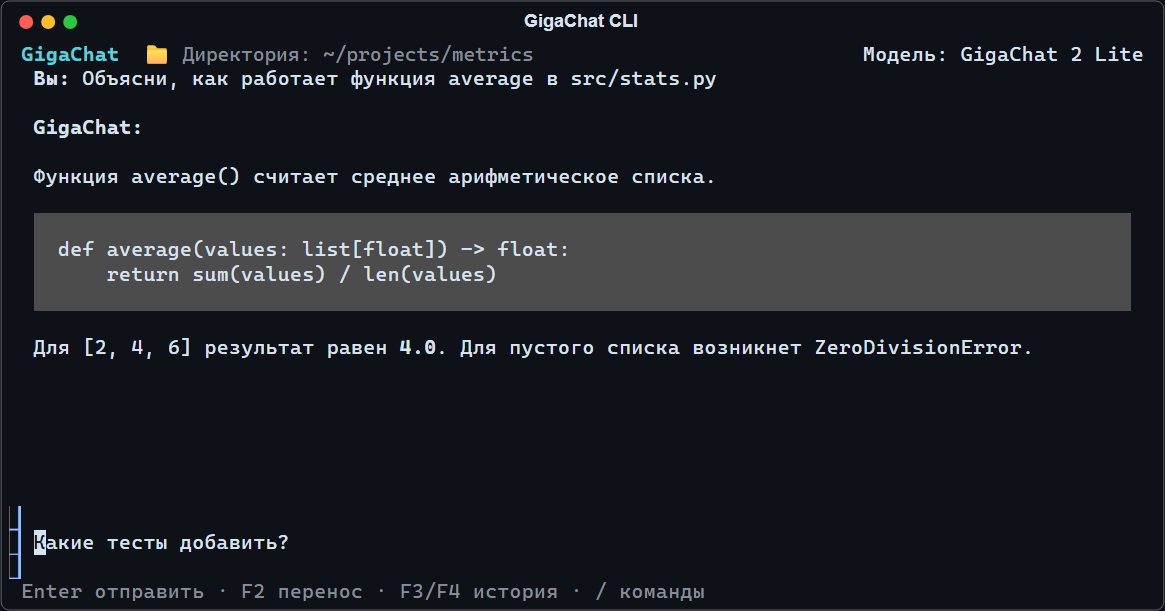 GigaChat CLI
GigaChat 📁 Директория: ~/projects/metrics Модель: GigaChat 2 Lite
Вы: Объясни, как работает функция average в src/stats.py
GigaChat:
Функция average() считает среднее арифметическое списка.
def average(values: list[float]) -> float:
    return sum(values) / len(values)
Для [2, 4, 6] результат равен 4.0. Для пустого списка возникнет ZeroDivisionError.
Какие тесты добавить?
Enter отправить · F2 перенос · F3/F4 история · / команды